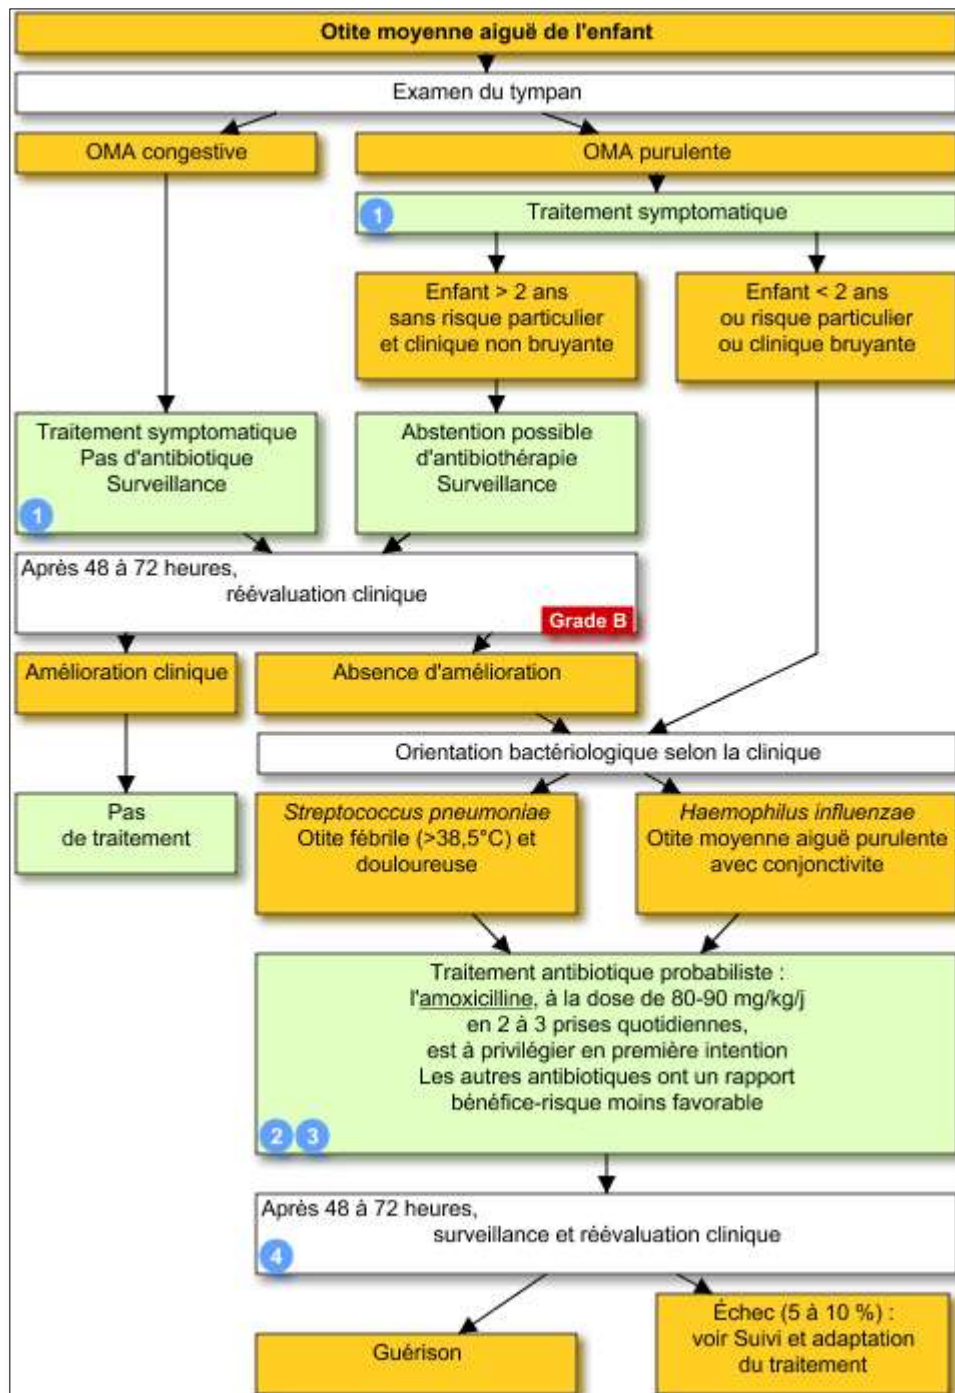 Otite moyenne aiguë de l'enfant
Examen du tympan
OMA congestive
OMA purulente
1
Traitement symptomatique
Enfant > 2 ans
sans risque particulier
et clinique non bruyante
Enfant < 2 ans
ou risque particulier
ou clinique bruyante
Traitement symptomatique
Pas d'antibiotique
Surveillance
1
Abstention possible
d'antibiothérapie
Surveillance
Après 48 à 72 heures,
réévaluation clinique
Grade B
Amélioration clinique
Absence d'amélioration
Orientation bactériologique selon la clinique
Pas
de traitement
Streptococcus pneumoniae
Otite fébrile (>38,5°C) et
douloureuse
Haemophilus influenzae
Otite moyenne aiguë purulente
avec conjonctivite
Traitement antibiotique probabiliste :
l'amoxicilline, à la dose de 80-90 mg/kg/j
en 2 à 3 prises quotidiennes,
est à privilégier en première intention
Les autres antibiotiques ont un rapport
bénéfice-risque moins favorable
2 3
Après 48 à 72 heures,
surveillance et réévaluation clinique
4
Guérison
Échec (5 à 10 %) :
voir Suivi et adaptation
du traitement